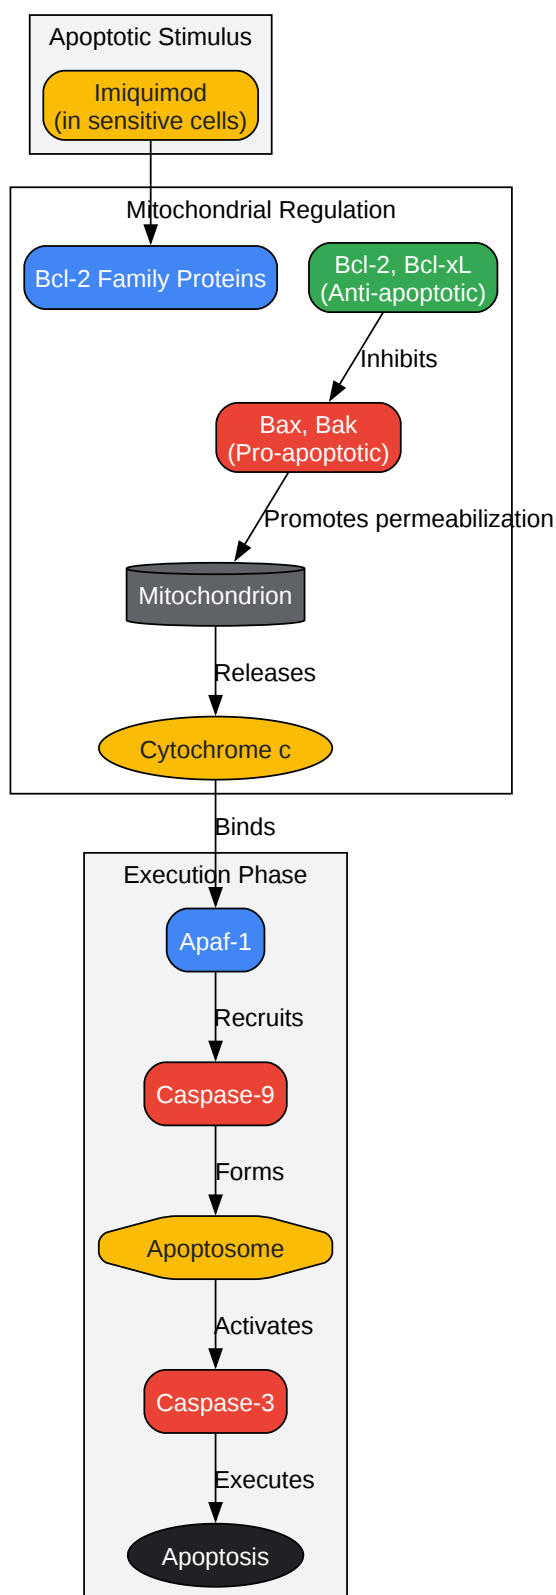 Apoptotic Stimulus
Imiquimod
(in sensitive cells)
Mitochondrial Regulation
Bcl-2 Family Proteins
Bcl-2, Bcl-xL
(Anti-apoptotic)
Inhibits
Bax, Bak
(Pro-apoptotic)
Promotes permeabilization
Mitochondrion
Releases
Cytochrome c
Binds
Execution Phase
Apaf-1
Recruits
Caspase-9
Forms
Apoptosome
Activates
Caspase-3
Executes
Apoptosis